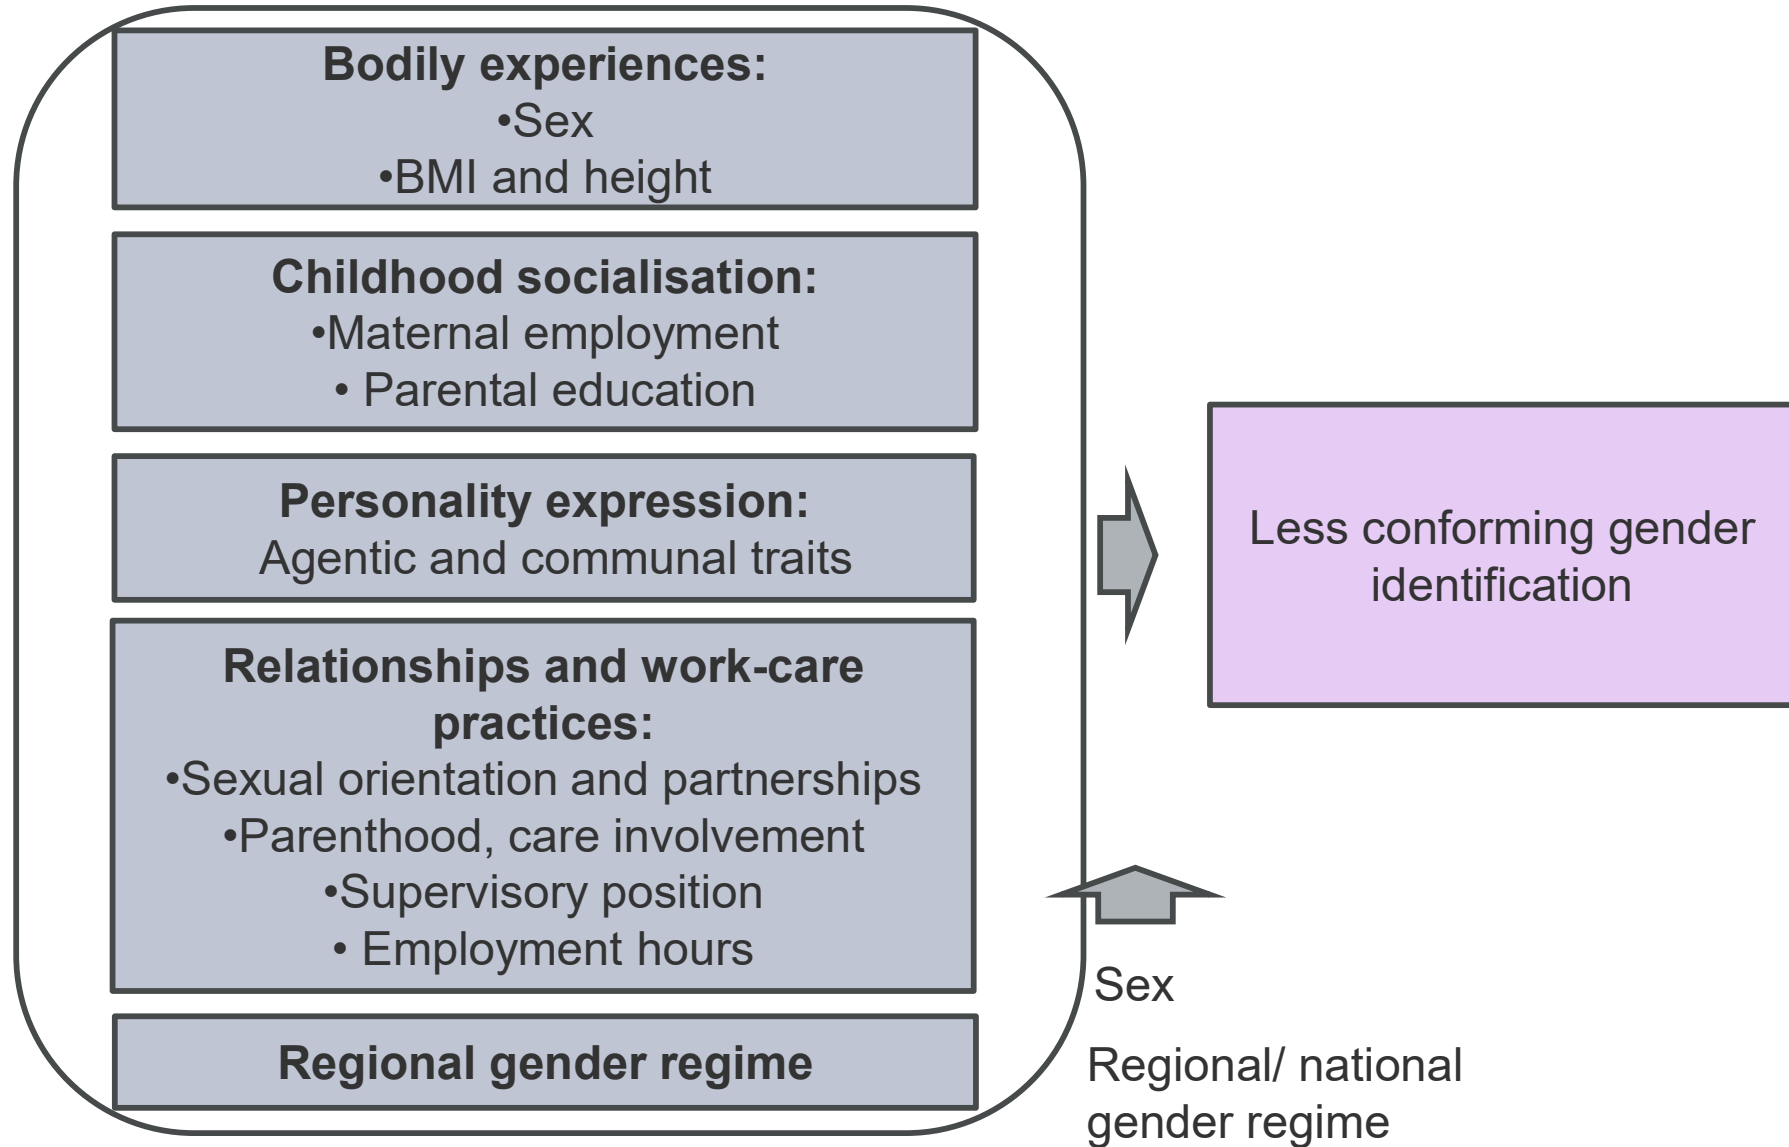 Bodily experiences:
•Sex
•BMI and height
Childhood socialisation:
•Maternal employment
• Parental education
Personality expression:
Agentic and communal traits
Relationships and work-care
practices:
•Sexual orientation and partnerships
•Parenthood, care involvement
•Supervisory position
• Employment hours
Regional gender regime
Less conforming gender
identification
Sex
Regional/ national
gender regime